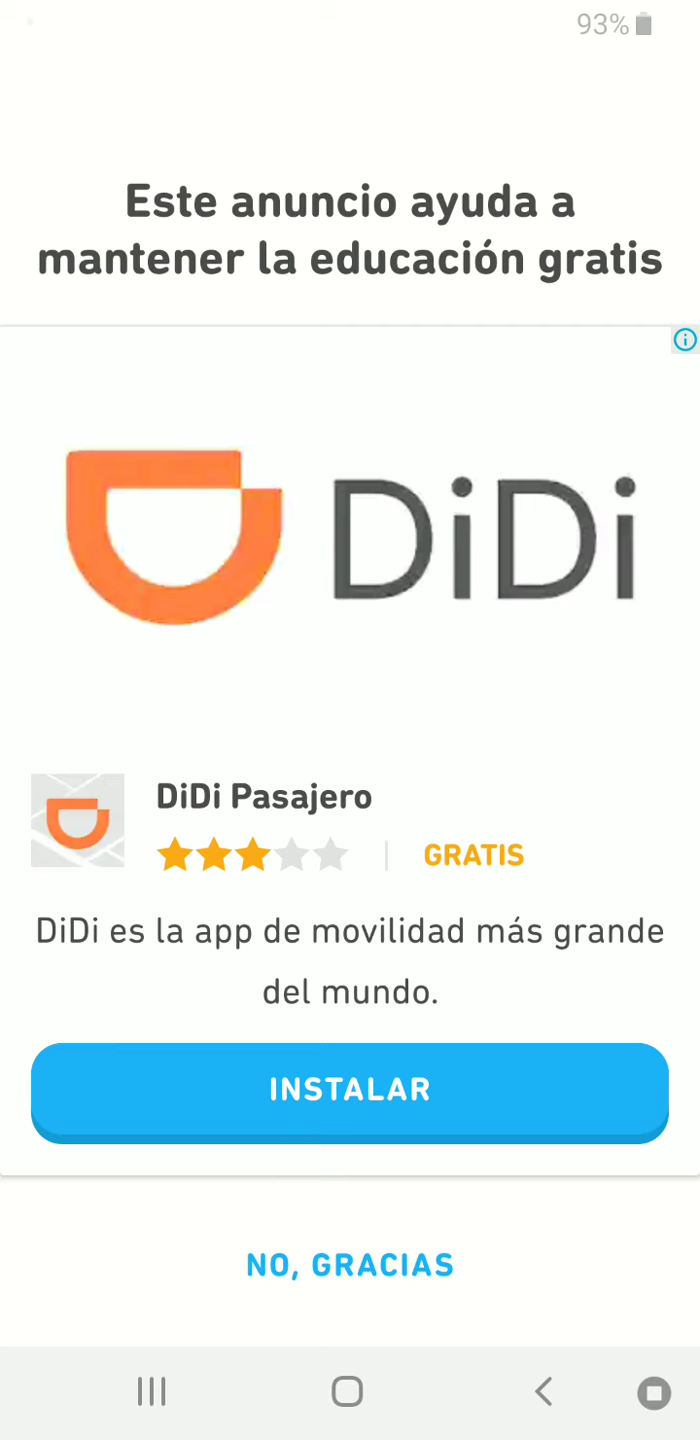 93%
Este anuncio ayuda a
mantener la educación gratis
DiDi
DiDi Pasajero
GRATIS
DiDi es la app de movilidad más grande
del mundo.
INSTALAR
NO, GRACIAS